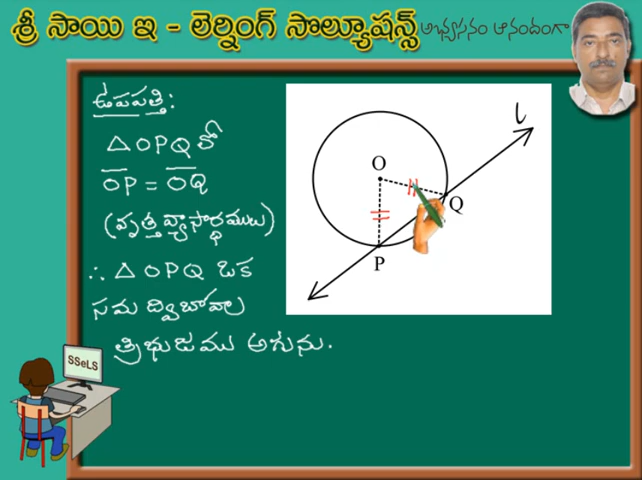 శ్రీ సాయి ఇ - లెర్నింగ్ సొల్యూషన్స్ అభ్యసనం ఆనందంగా
ఉపపత్తి:
△OPQ లో
OP = OQ
(వృత్త వ్యాసార్థములు)
∴ △OPQ ఒక
సమ ద్విబావాల
త్రిభుజము అగును.
O
Q
P
l
SSeLS